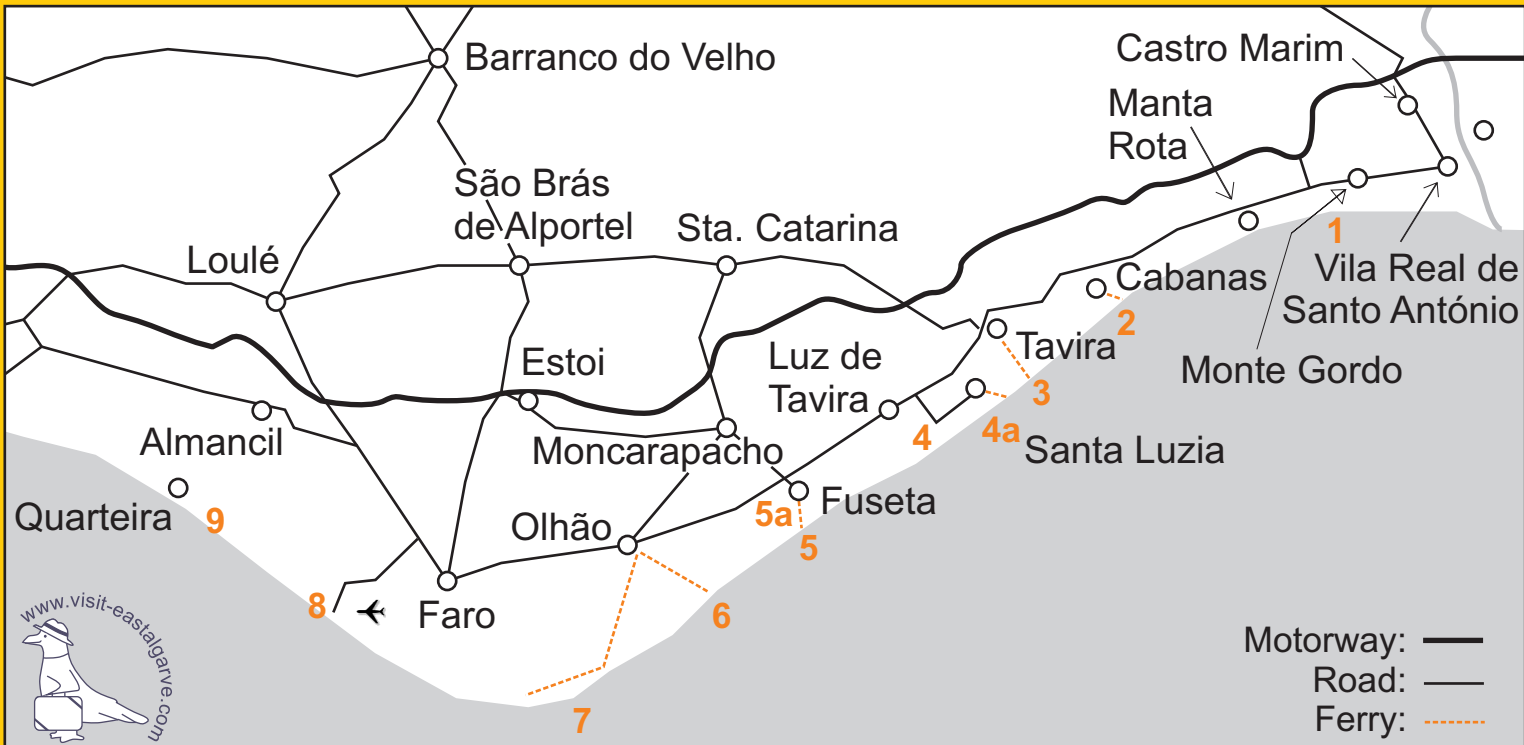 Barranco do Velho
Castro Marim
Manta
Rota
São Brás
de Alportel
Sta. Catarina
Loulé
1
Vila Real de
Santo António
Cabanas
2
Tavira
Estoi
Luz de
Tavira
Monte Gordo
3
Almancil
Moncarapacho
4
4a
Santa Luzia
Quarteira
9
Olhão
5a
Fuseta
5
8
Faro
6
7
www.visit-eastalgarve.com
Motorway:
Road:
Ferry: